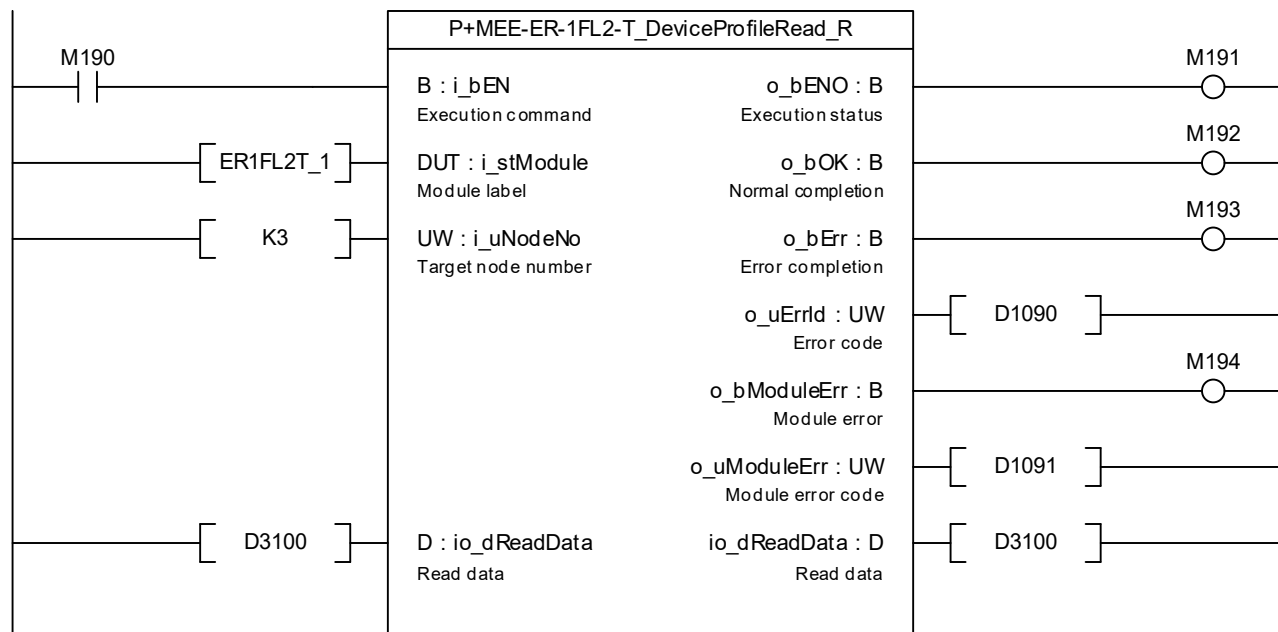 P+MEE-ER-1FL2-T_DeviceProfileRead_R
M190
B : i_bEN
Execution command
o_bENO : B
Execution status
M191
ER1FL2T_1
DUT : i_stModule
Module label
o_bOK : B
Normal completion
M192
K3
UW : i_uNodeNo
Target node number
o_bErr : B
Error completion
M193
o_uErrId : UW
Error code
D1090
o_bModuleErr : B
Module error
M194
o_uModuleErr : UW
Module error code
D1091
D3100
D : io_dReadData
Read data
io_dReadData : D
Read data
D3100